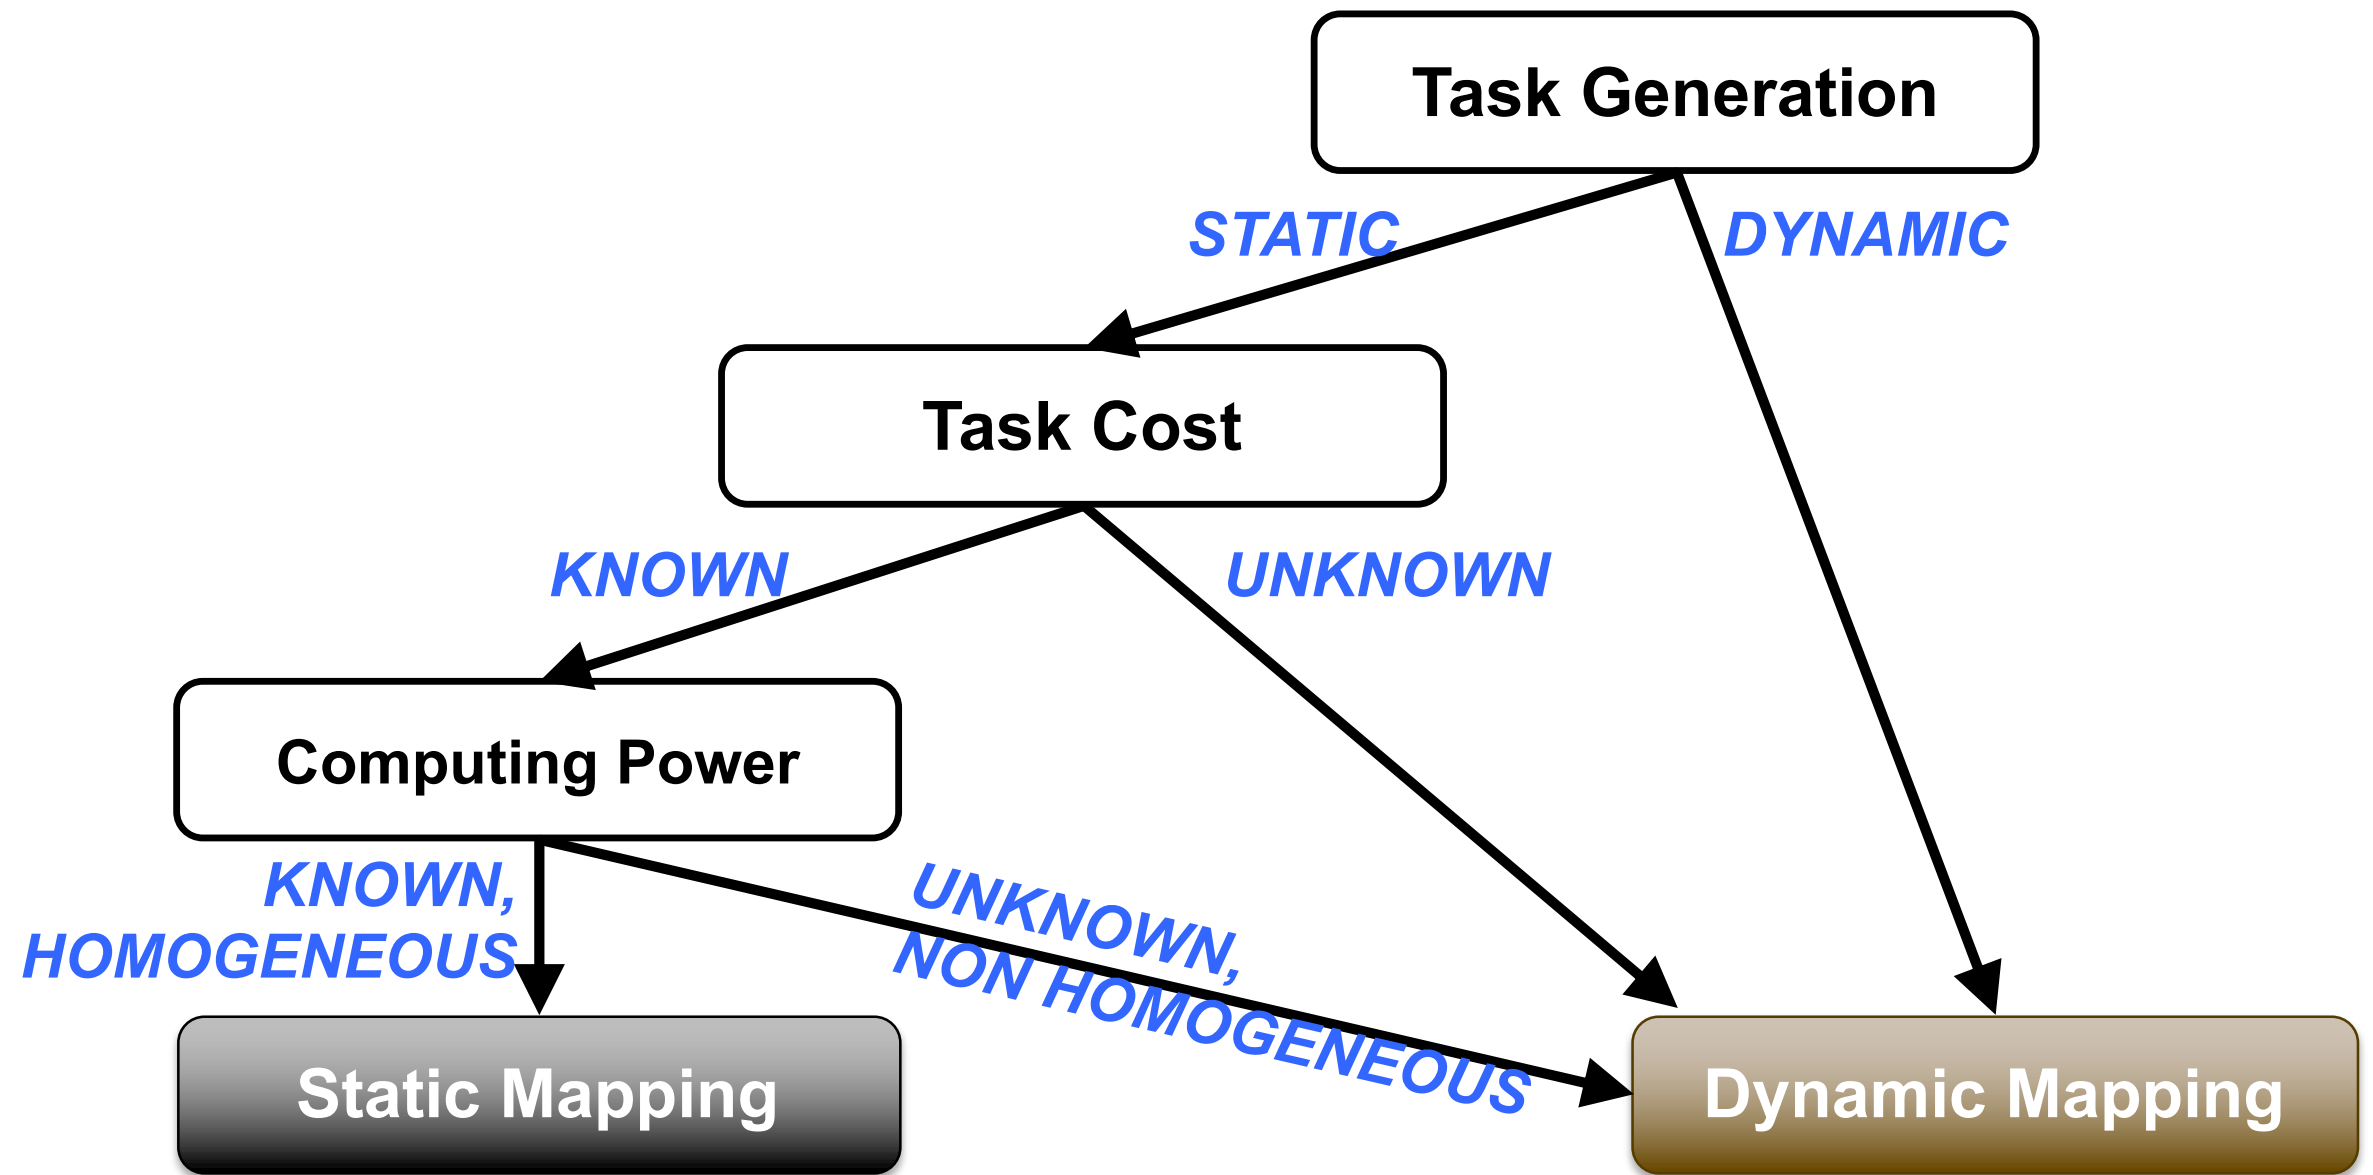 Task Generation
STATIC
DYNAMIC
Task Cost
KNOWN
UNKNOWN
Computing Power
KNOWN,
HOMOGENEOUS
UNKNOWN,
NON HOMOGENEOUS
Static Mapping
Dynamic Mapping